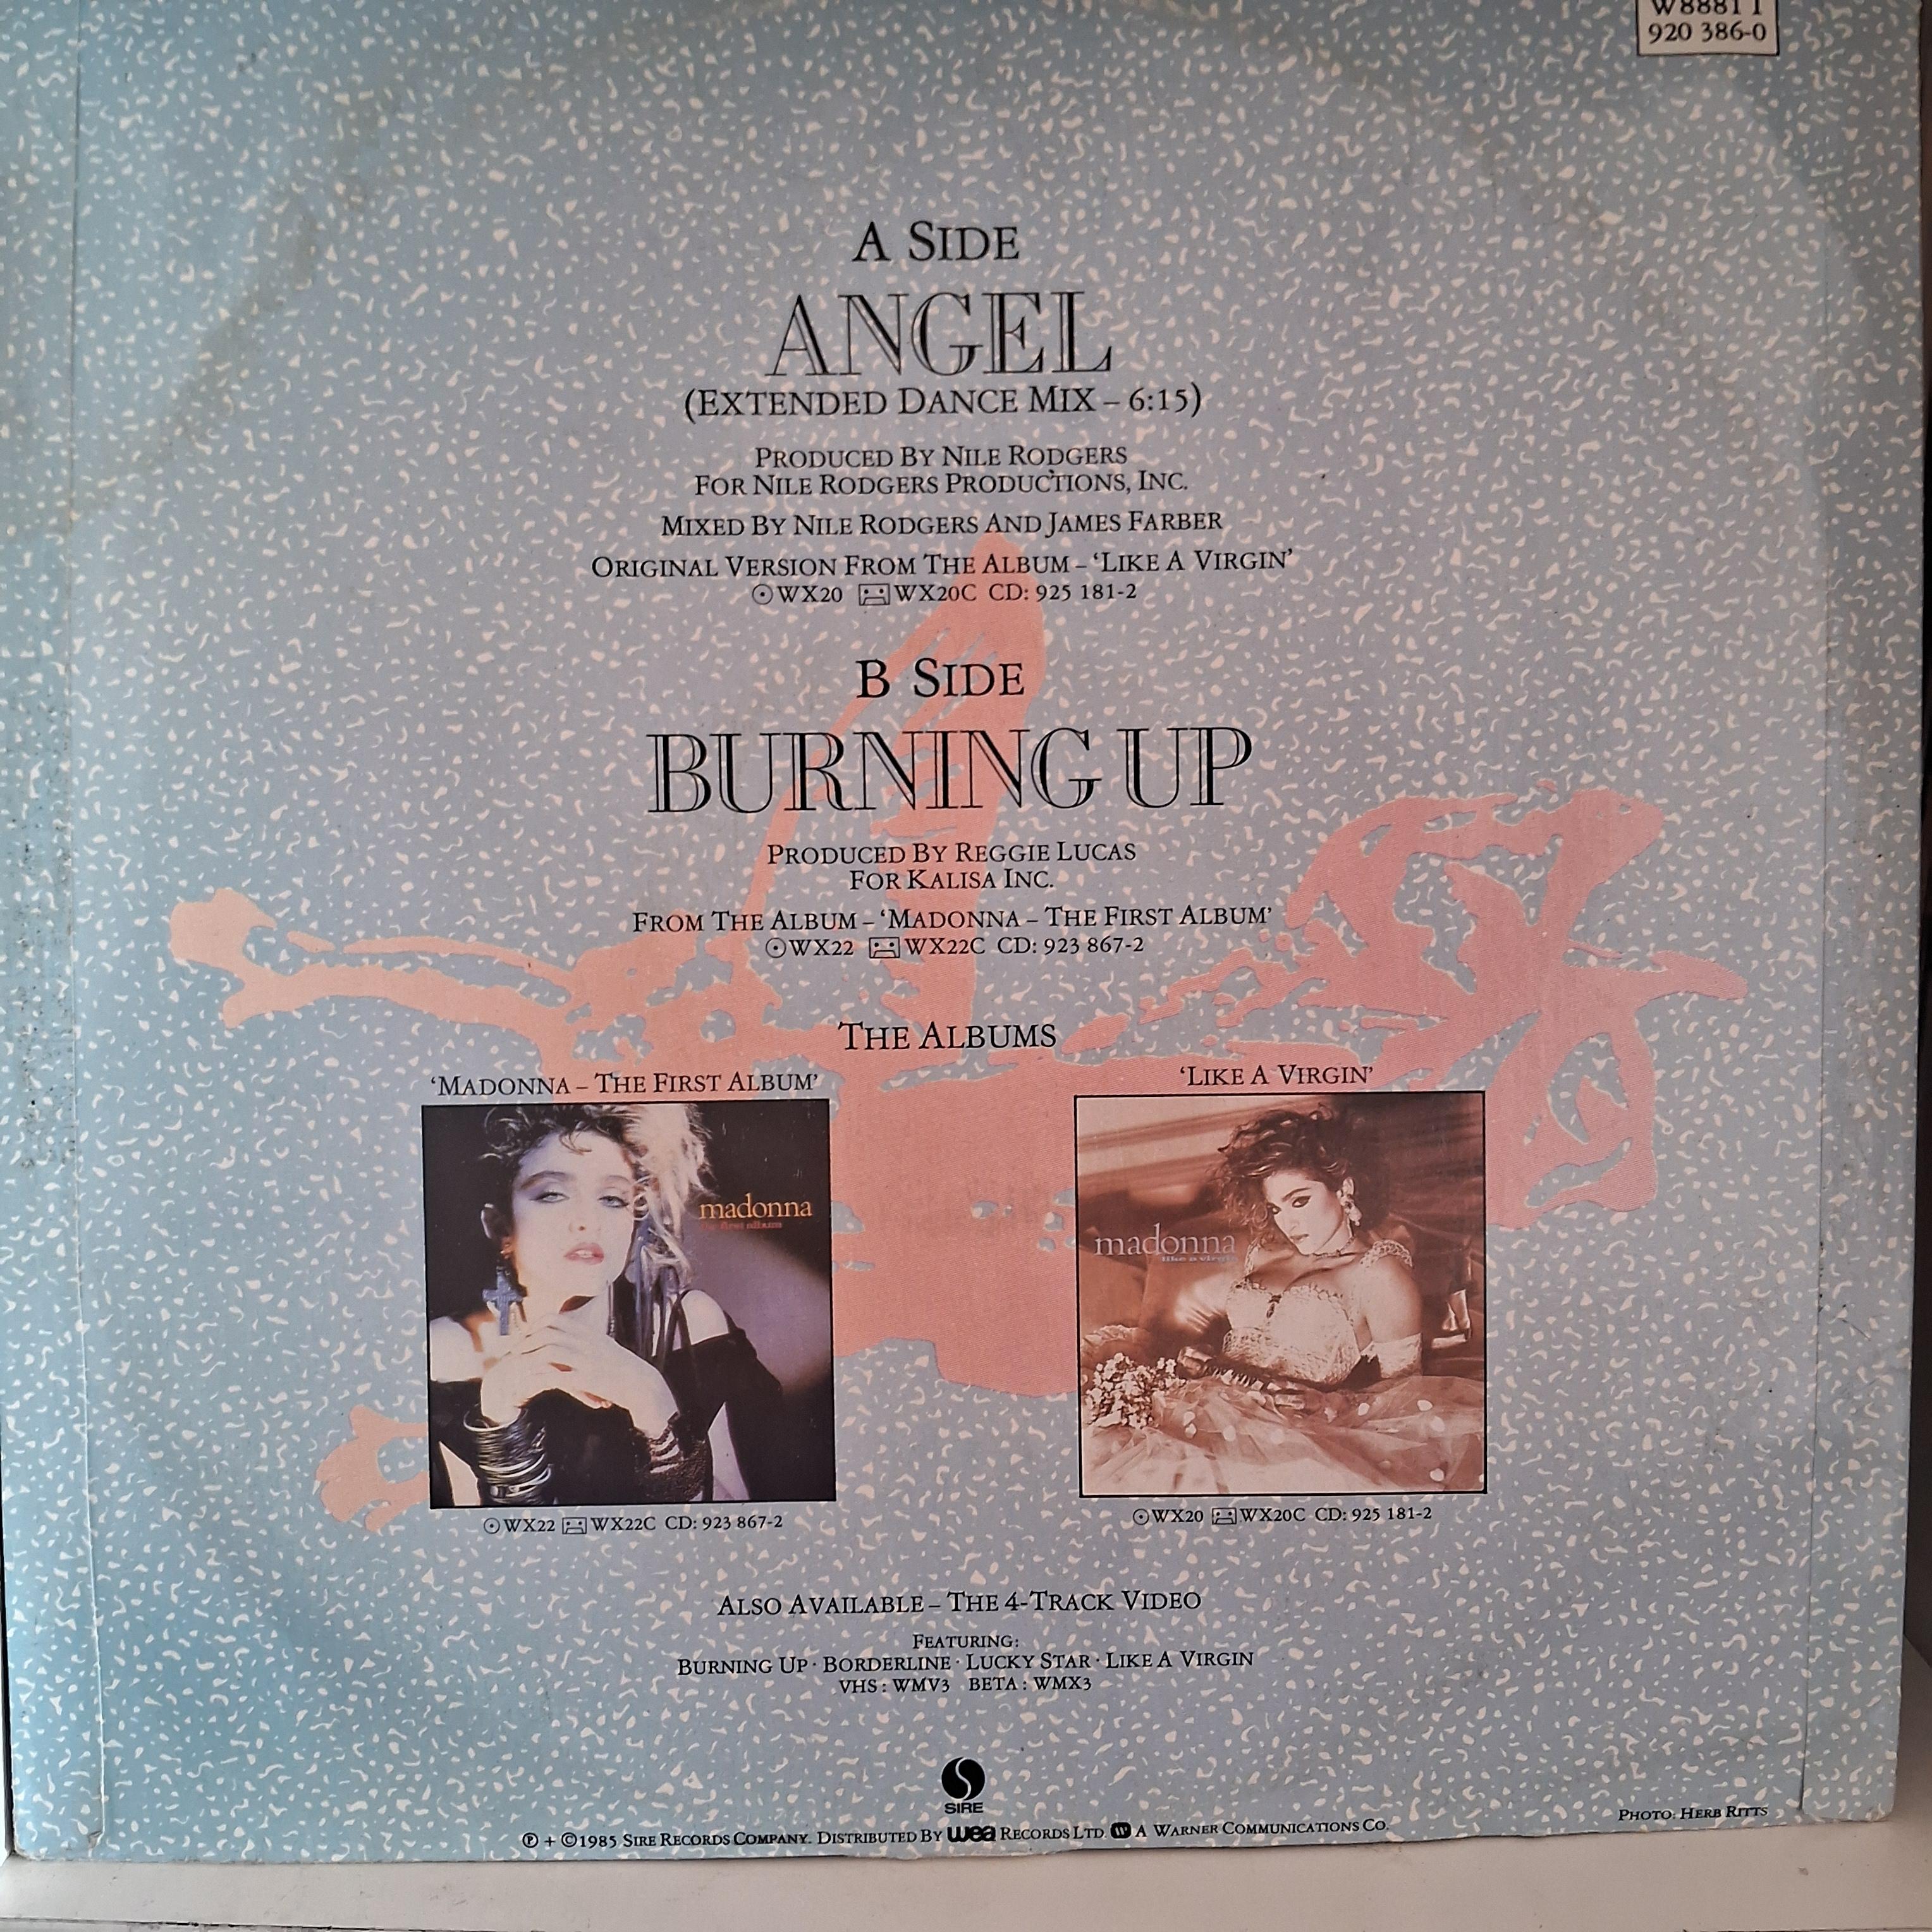 W8881 T
920 386-0
A SIDE
ANGEL
(EXTENDED DANCE MIX – 6:15)
PRODUCED BY NILE RODGERS
FOR NILE RODGERS PRODUCTIONS, INC.
MIXED BY NILE RODGERS AND JAMES FARBER
ORIGINAL VERSION FROM THE ALBUM – ‘LIKE A VIRGIN’
WX20 WX20C CD: 925 181-2
B SIDE
BURNING UP
PRODUCED BY REGGIE LUCAS
FOR KALISA INC.
FROM THE ALBUM – ‘MADONNA – THE FIRST ALBUM’
WX22 WX22C CD: 923 867-2
THE ALBUMS
‘MADONNA – THE FIRST ALBUM’
madonna
the first album
WX22 WX22C CD: 923 867-2
‘LIKE A VIRGIN’
madonna
like a virgin
WX20 WX20C CD: 925 181-2
ALSO AVAILABLE – THE 4-TRACK VIDEO
FEATURING:
BURNING UP · BORDERLINE · LUCKY STAR · LIKE A VIRGIN
VHS : WMV3 BETA : WMX3
SIRE
PHOTO: HERB RITTS
℗ + ©1985 SIRE RECORDS COMPANY. DISTRIBUTED BY wea RECORDS LTD. A WARNER COMMUNICATIONS CO.